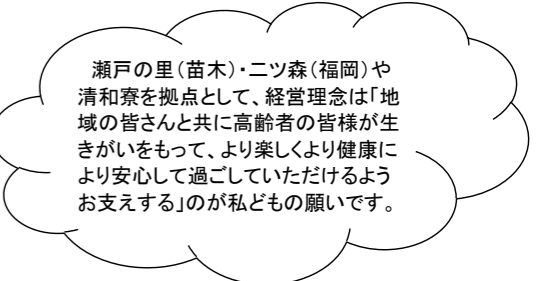 瀬戸の里（苗木）・二ツ森（福岡）や
清和寮を拠点として、経営理念は「地
域の皆さんと共に高齢者の皆様が生
きがいをもって、より楽しくより健康に
より安心して過ごしていただけるよう
お支えする」のが私どもの願いです。